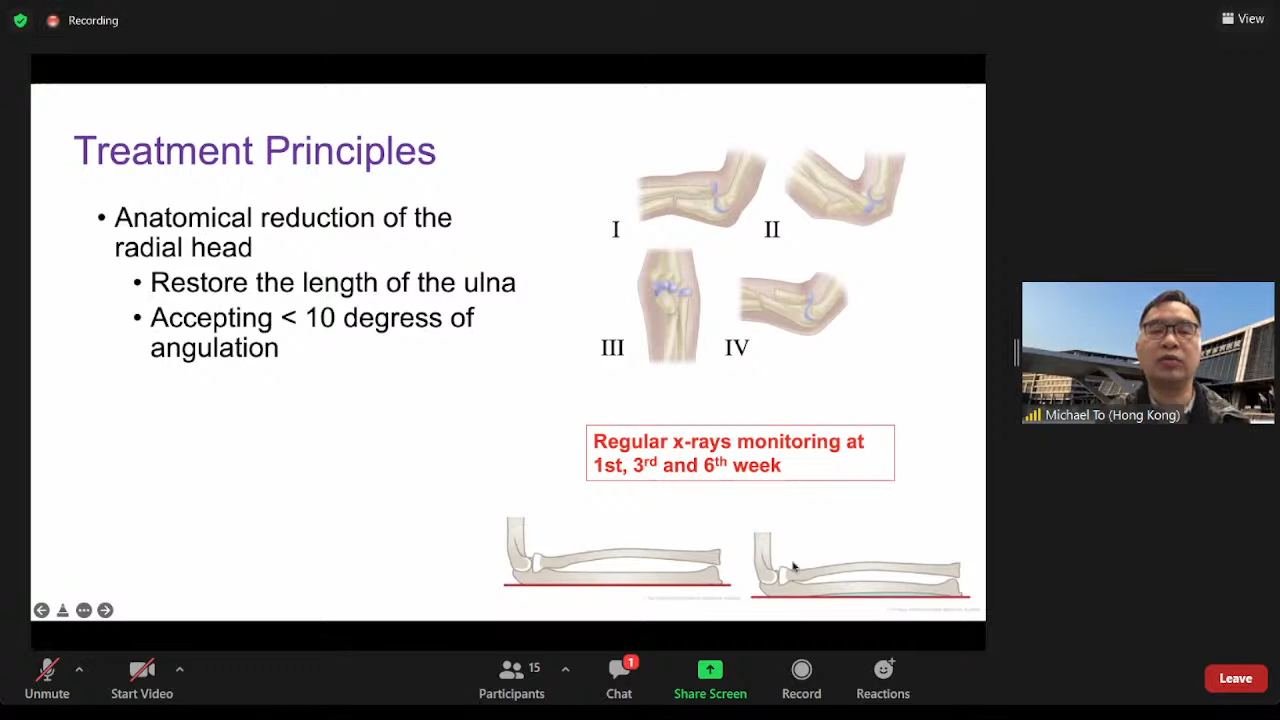 Recording
View
Treatment Principles
• Anatomical reduction of the
radial head
• Restore the length of the ulna
• Accepting < 10 degress of
angulation
I
II
III
IV
Regular x-rays monitoring at
1st, 3rd and 6th week
Michael To (Hong Kong)
Unmute
Start Video
15
Participants
1
Chat
Share Screen
Record
Reactions
Leave